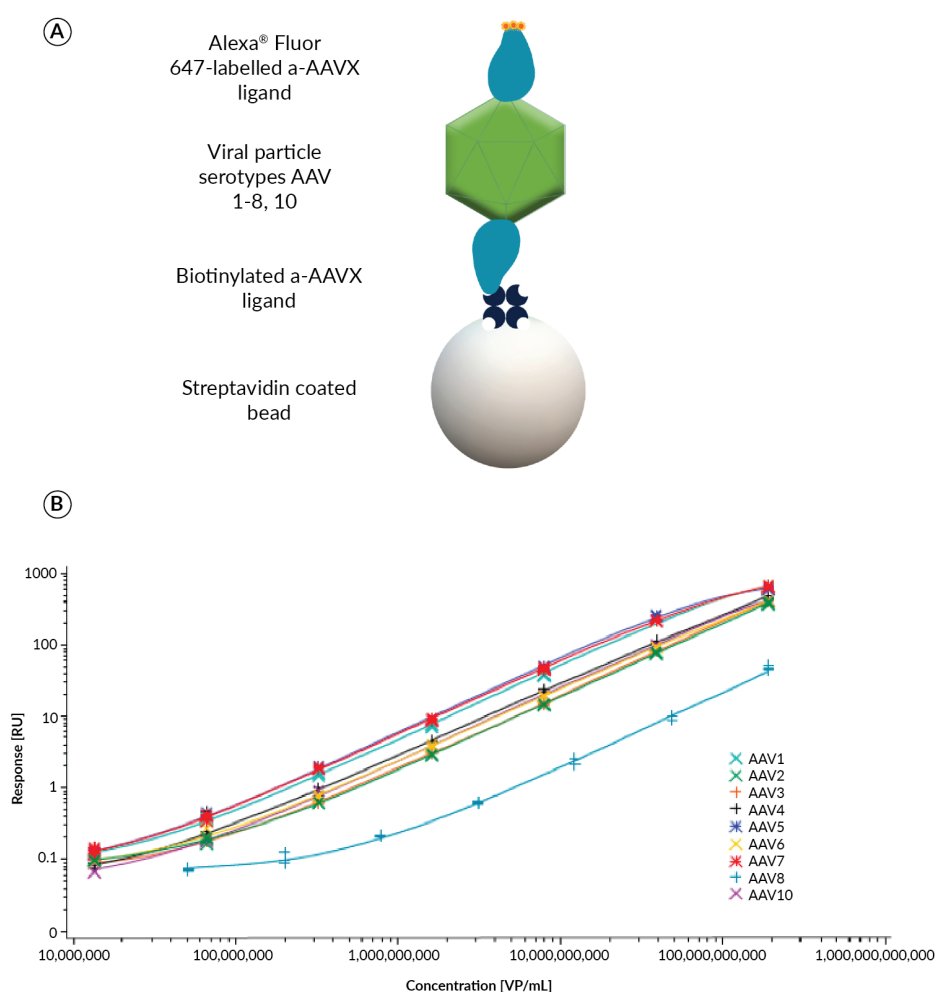 A
Alexa® Fluor
647-labelled a-AAVX
ligand
Viral particle
serotypes AAV
1-8, 10
Biotinylated a-AAVX
ligand
Streptavidin coated
bead
B
1000
100
10
1
0.1
0
Response [RU]
AAV1
AAV2
AAV3
AAV4
AAV5
AAV6
AAV7
AAV8
AAV10
10,000,000
100,000,000
1,000,000,000
10,000,000,000
100,000,000,000
1,000,000,000,000
Concentration [VP/mL]